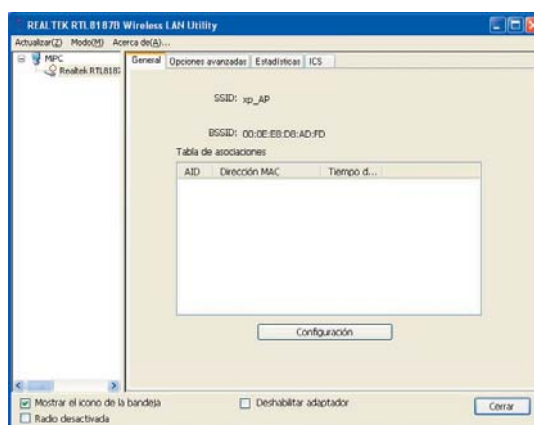 REALTEK RTL8187B Wireless LAN Utility
Actualizar(Z) Modo(M) Acerca de(A)...
MPC
Realtek RTL8187
General Opciones avanzadas Estadísticas ICS
SSID: xp_AP
BSSID: 00:0E:E8:D8:AD:FD
Tabla de asociaciones
AID Dirección MAC Tiempo d...
Configuración
Mostrar el icono de la bandeja
Deshabilitar adaptador
Cerrar
Radio desactivada